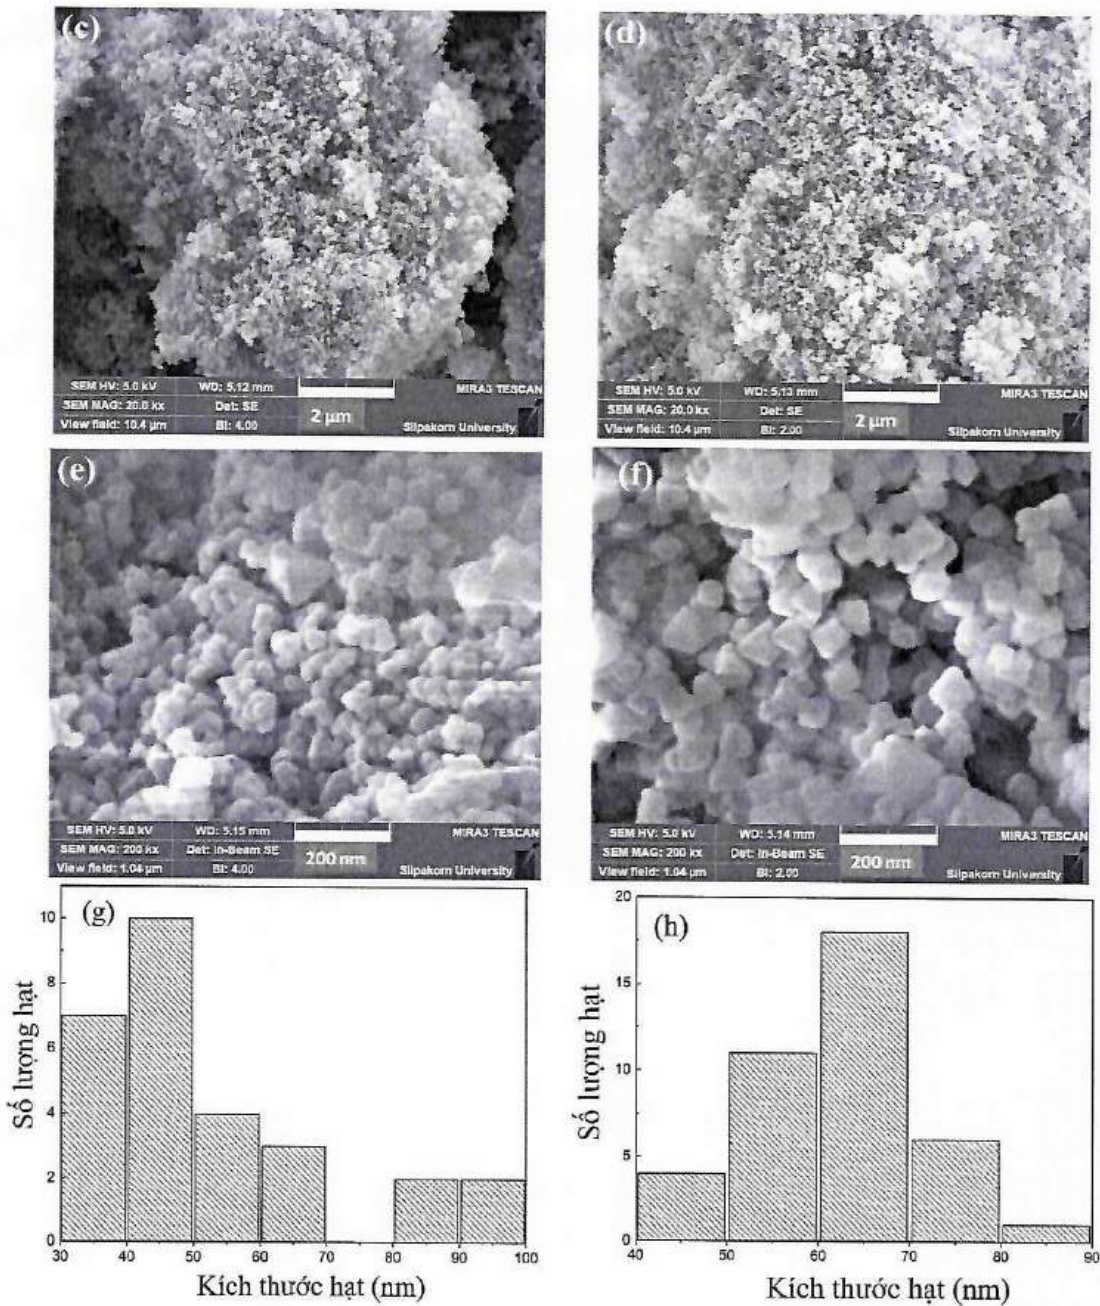 (c)
SEM HV: 5.0 kV WD: 5.12 mm MIRA3 TESCAN
SEM MAG: 20.0 kx Det: SE 2 µm
View field: 10.4 µm BI: 4.00 Silpakorn University
(d)
SEM HV: 5.0 kV WD: 5.13 mm MIRA3 TESCAN
SEM MAG: 20.0 kx Det: SE 2 µm
View field: 10.4 µm BI: 2.00 Silpakorn University
(e)
SEM HV: 5.0 kV WD: 5.15 mm MIRA3 TESCAN
SEM MAG: 200 kx Det: In-Beam SE 200 nm
View field: 1.04 µm BI: 4.00 Silpakorn University
(f)
SEM HV: 5.0 kV WD: 5.14 mm MIRA3 TESCAN
SEM MAG: 200 kx Det: In-Beam SE 200 nm
View field: 1.04 µm BI: 2.00 Silpakorn University
(g)
Số lượng hạt
10
8
6
4
2
0
30 40 50 60 70 80 90 100
Kích thước hạt (nm)
(h)
Số lượng hạt
20
15
10
5
0
40 50 60 70 80 90
Kích thước hạt (nm)